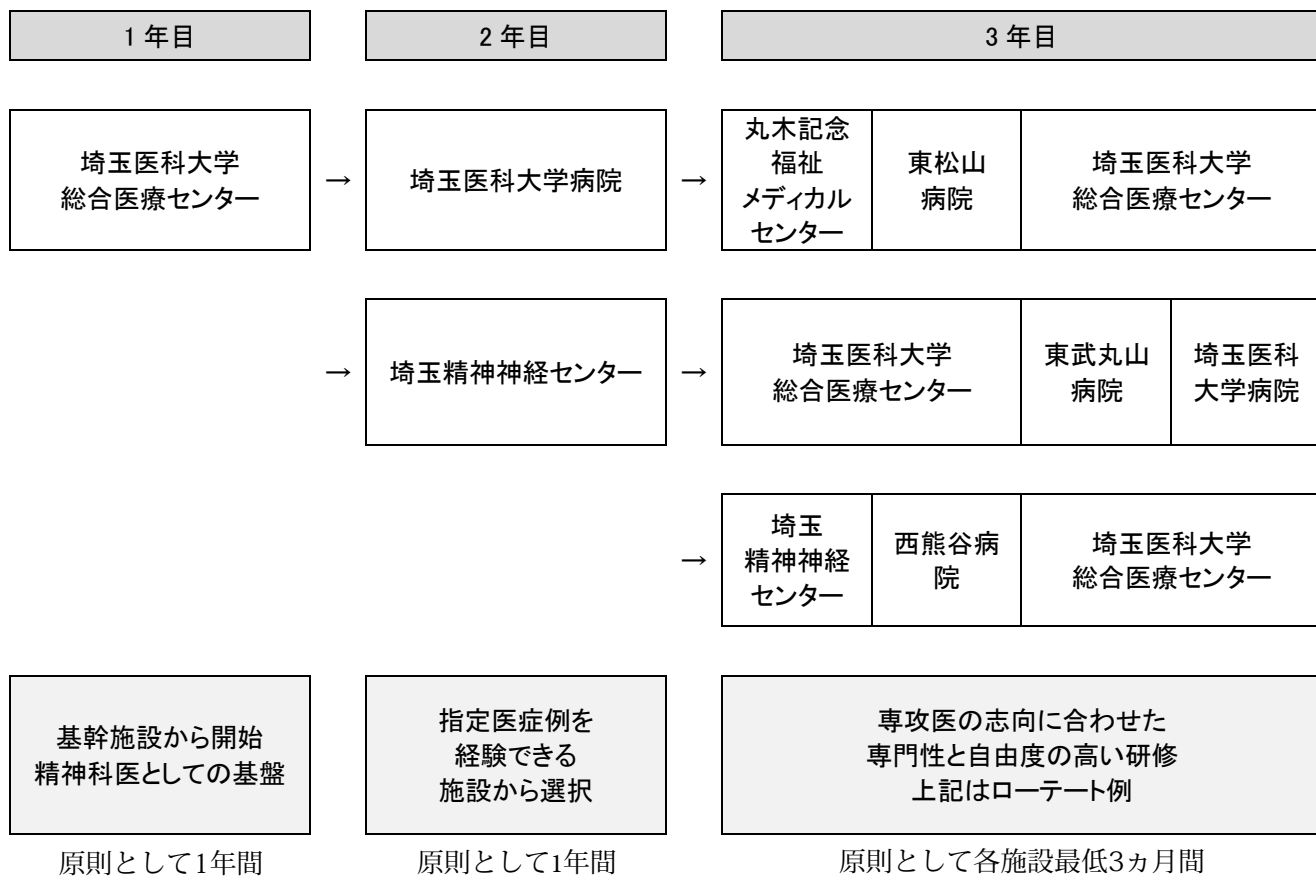 1年目
2年目
3年目
埼玉医科大学
総合医療センター
→
埼玉医科大学病院
→
丸木記念
福祉
メディカル
センター
東松山
病院
埼玉医科大学
総合医療センター
→
埼玉精神神経センター
→
埼玉医科大学
総合医療センター
東武丸山
病院
埼玉医科
大学病院
→
埼玉
精神神経
センター
西熊谷病
院
埼玉医科大学
総合医療センター
基幹施設から開始
精神科医としての基盤
指定医症例を
経験できる
施設から選択
専攻医の志向に合わせた
専門性と自由度の高い研修
上記はローテート例
原則として1年間
原則として1年間
原則として各施設最低3ヵ月間